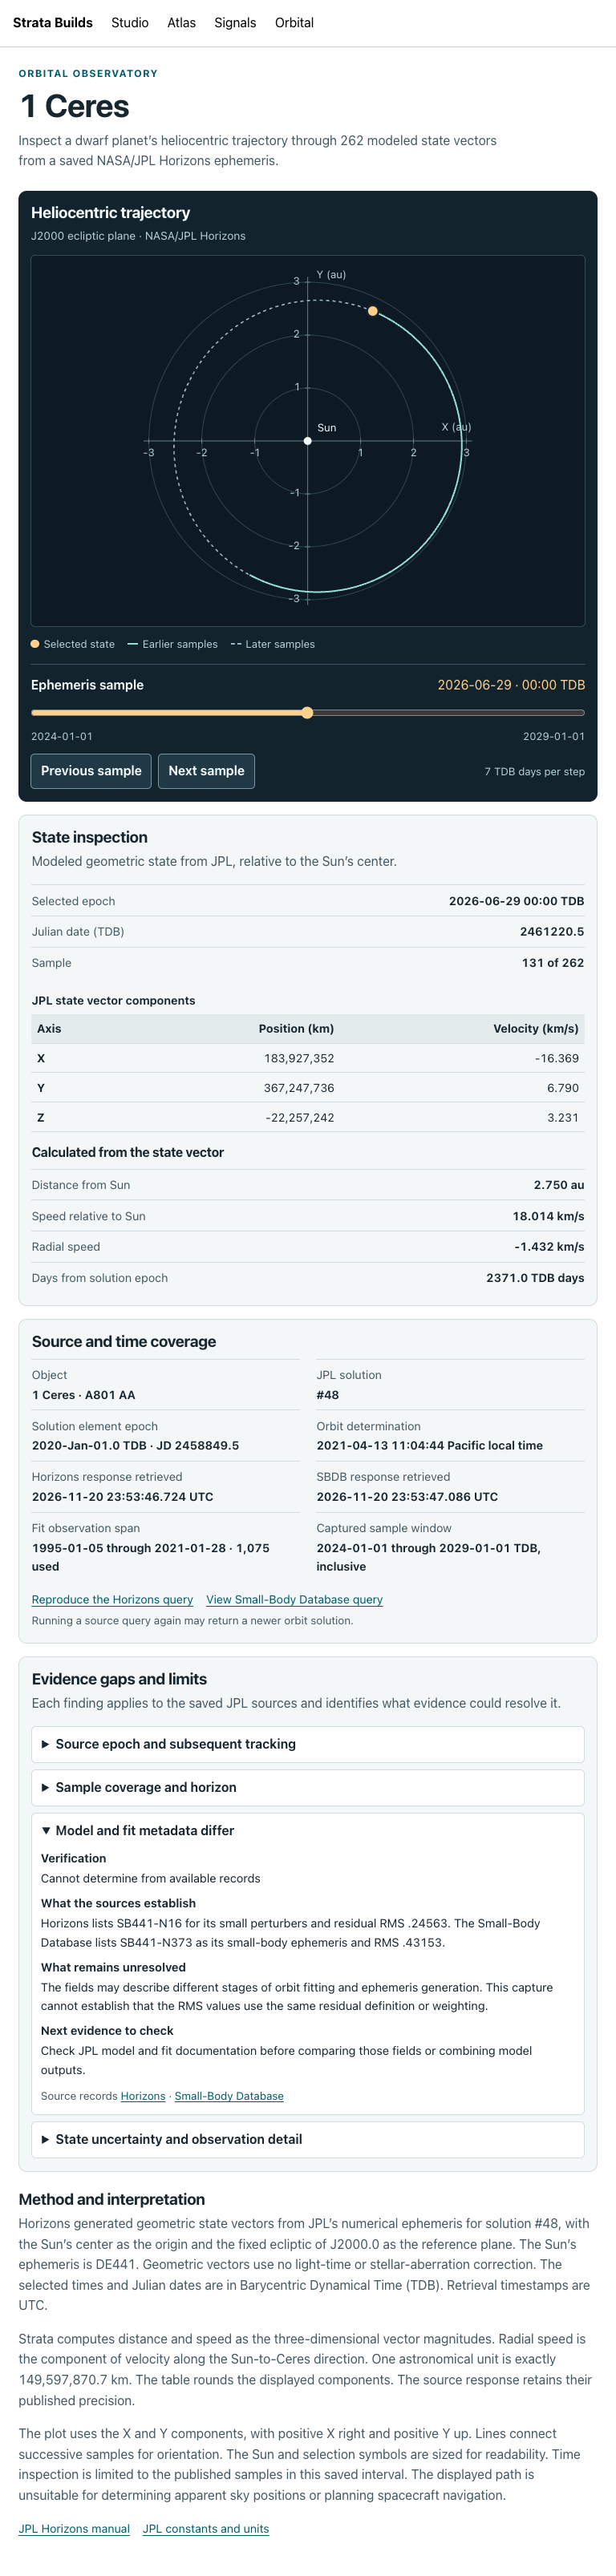 Strata Builds Studio Atlas Signals Orbital
ORBITAL OBSERVATORY
1 Ceres
Inspect a dwarf planet's heliocentric trajectory through 262 modeled state vectors
from a saved NASA/JPL Horizons ephemeris.
Heliocentric trajectory
J2000 ecliptic plane · NASA/JPL Horizons
Y (au)
3
2
1
Sun
X (au)
-3 -2 -1 1 2 3
-1
-2
-3
Selected state Earlier samples Later samples
Ephemeris sample 2026-06-29 · 00:00 TDB
2024-01-01 2029-01-01
Previous sample Next sample 7 TDB days per step
State inspection
Modeled geometric state from JPL, relative to the Sun's center.
Selected epoch 2026-06-29 00:00 TDB
Julian date (TDB) 2461220.5
Sample 131 of 262
JPL state vector components
Axis Position (km) Velocity (km/s)
X 183,927,352 -16.369
Y 367,247,736 6.790
Z -22,257,242 3.231
Calculated from the state vector
Distance from Sun 2.750 au
Speed relative to Sun 18.014 km/s
Radial speed -1.432 km/s
Days from solution epoch 2371.0 TDB days
Source and time coverage
Object
1 Ceres · A801 AA
JPL solution
#48
Solution element epoch
2020-Jan-01.0 TDB · JD 2458849.5
Orbit determination
2021-04-13 11:04:44 Pacific local time
Horizons response retrieved
2026-11-20 23:53:46.724 UTC
SBDB response retrieved
2026-11-20 23:53:47.086 UTC
Fit observation span
1995-01-05 through 2021-01-28 · 1,075
used
Captured sample window
2024-01-01 through 2029-01-01 TDB,
inclusive
Reproduce the Horizons query View Small-Body Database query
Running a source query again may return a newer orbit solution.
Evidence gaps and limits
Each finding applies to the saved JPL sources and identifies what evidence could resolve it.
Source epoch and subsequent tracking
Sample coverage and horizon
Model and fit metadata differ
Verification
Cannot determine from available records
What the sources establish
Horizons lists SB441-N16 for its small perturbers and residual RMS .24563. The Small-Body
Database lists SB441-N373 as its small-body ephemeris and RMS .43153.
What remains unresolved
The fields may describe different stages of orbit fitting and ephemeris generation. This capture
cannot establish that the RMS values use the same residual definition or weighting.
Next evidence to check
Check JPL model and fit documentation before comparing those fields or combining model
outputs.
Source records Horizons · Small-Body Database
State uncertainty and observation detail
Method and interpretation
Horizons generated geometric state vectors from JPL's numerical ephemeris for solution #48, with
the Sun's center as the origin and the fixed ecliptic of J2000.0 as the reference plane. The Sun's
ephemeris is DE441. Geometric vectors use no light-time or stellar-aberration correction. The
selected times and Julian dates are in Barycentric Dynamical Time (TDB). Retrieval timestamps are
UTC.
Strata computes distance and speed as the three-dimensional vector magnitudes. Radial speed is
the component of velocity along the Sun-to-Ceres direction. One astronomical unit is exactly
149,597,870.7 km. The table rounds the displayed components. The source response retains their
published precision.
The plot uses the X and Y components, with positive X right and positive Y up. Lines connect
successive samples for orientation. The Sun and selection symbols are sized for readability. Time
inspection is limited to the published samples in this saved interval. The displayed path is
unsuitable for determining apparent sky positions or planning spacecraft navigation.
JPL Horizons manual JPL constants and units